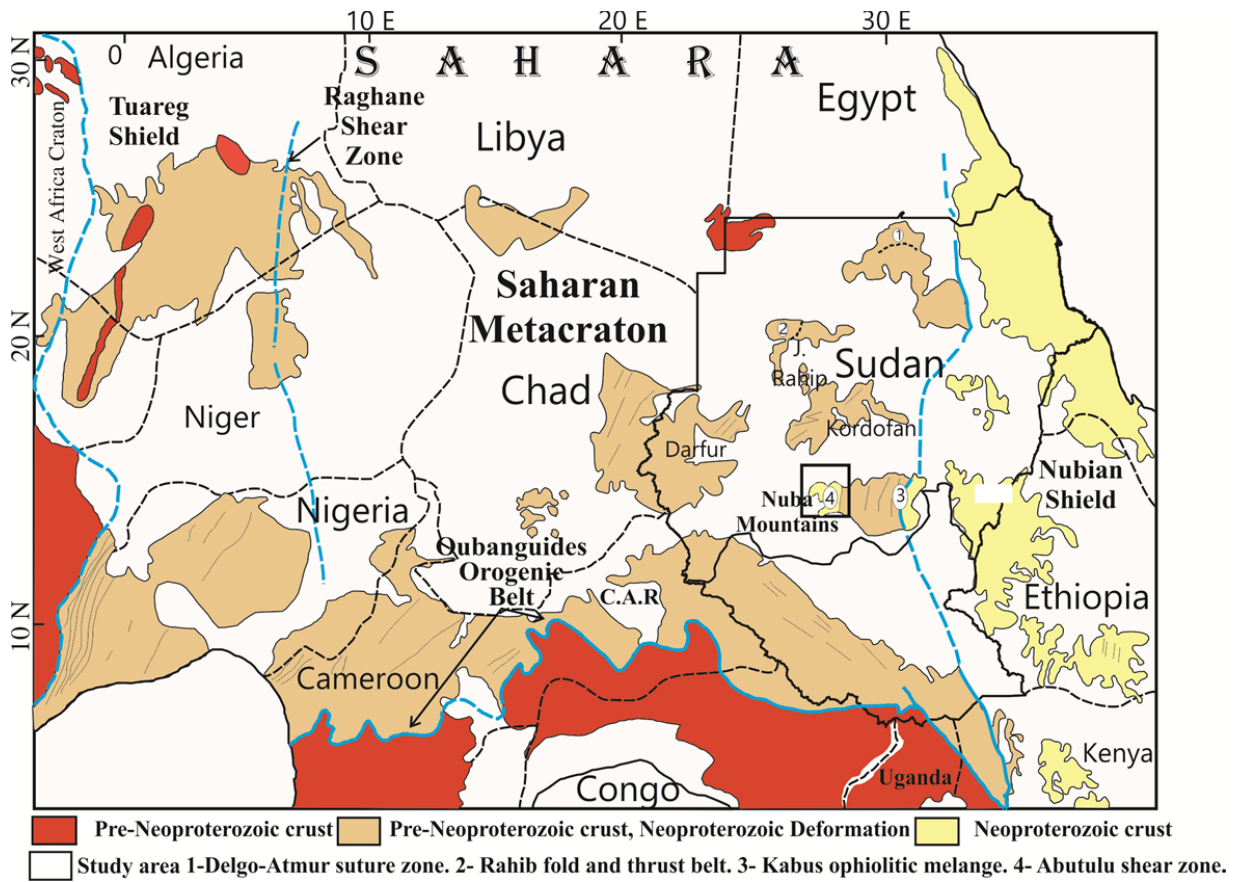 10 E
20 E
30 E
30 N
20 N
10 N
0
Algeria
S A H A R A
Egypt
Tuareg
Shield
Raghane
Shear
Zone
Libya
West Africa Craton
1
Saharan
Metacraton
2
J.
Rahip
Sudan
Chad
Niger
Kordofan
Darfur
Nubian
Shield
Nuba
4
3
Mountains
Nigeria
Oubanguides
Orogenic
Belt
C.A.R
Ethiopia
Cameroon
Kenya
Uganda
Congo
Pre-Neoproterozoic crust
Pre-Neoproterozoic crust, Neoproterozoic Deformation
Neoproterozoic crust
Study area 1-Delgo-Atmur suture zone. 2- Rahib fold and thrust belt. 3- Kabus ophiolitic melange. 4- Abutulu shear zone.